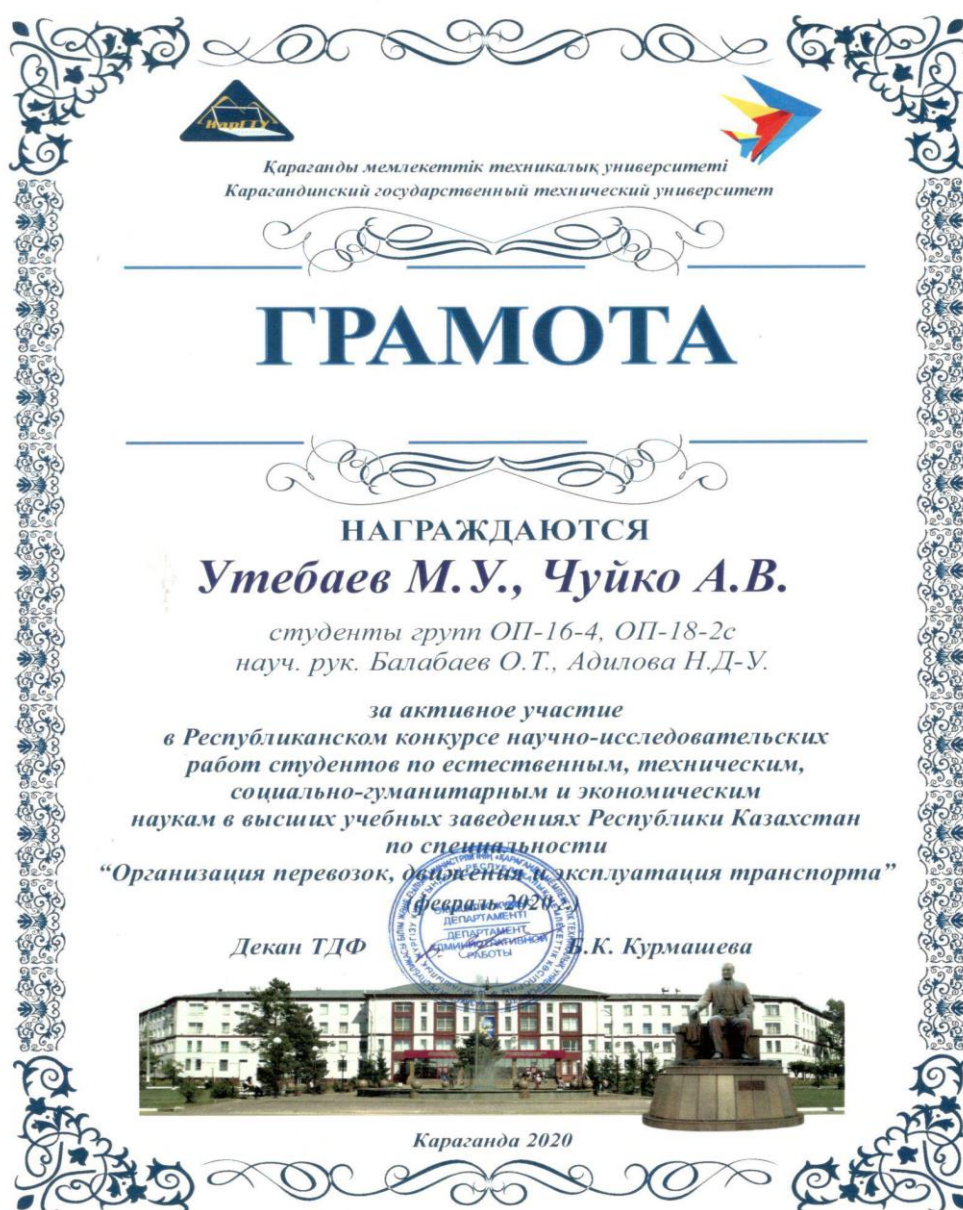 КарГТУ
Қарағанды мемлекеттік техникалық университеті
Карагандинский государственный технический университет
ГРАМОТА
НАГРАЖДАЮТСЯ
Утебаев М.У., Чуйко А.В.
студенты групп ОП-16-4, ОП-18-2с
науч. рук. Балабаев О.Т., Адилова Н.Д-У.
за активное участие
в Республиканском конкурсе научно-исследовательских
работ студентов по естественным, техническим,
социально-гуманитарным и экономическим
наукам в высших учебных заведениях Республики Казахстан
по специальности
“Организация перевозок, движения и эксплуатация транспорта”
(февраль 2020
ДЕПАРТАМЕНТІ
ДЕПАРТАМЕНТ
АДМИНИСТРАТИВНОЙ
РАБОТЫ
Декан ТДФ Б.К. Курмашева
Караганда 2020